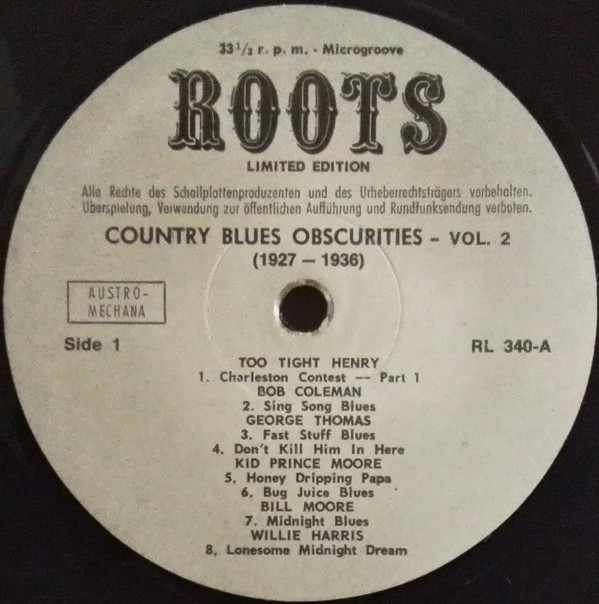 33 1/3 r. p. m. - Microgroove
ROOTS
LIMITED EDITION
Alle Rechte des Schallplattenproduzenten und des Urheberrechtsträgers vorbehalten.
Überspielung, Verwendung zur öffentlichen Aufführung und Rundfunksendung verboten.
COUNTRY BLUES OBSCURITIES - VOL. 2
(1927 — 1936)
AUSTRO-
MECHANA
Side 1
RL 340-A
TOO TIGHT HENRY
1. Charleston Contest — Part 1
BOB COLEMAN
2. Sing Song Blues
GEORGE THOMAS
3. Fast Stuff Blues
4. Don't Kill Him In Here
KID PRINCE MOORE
5. Honey Dripping Papa
6. Bug Juice Blues
BILL MOORE
7. Midnight Blues
WILLIE HARRIS
8. Lonesome Midnight Dream